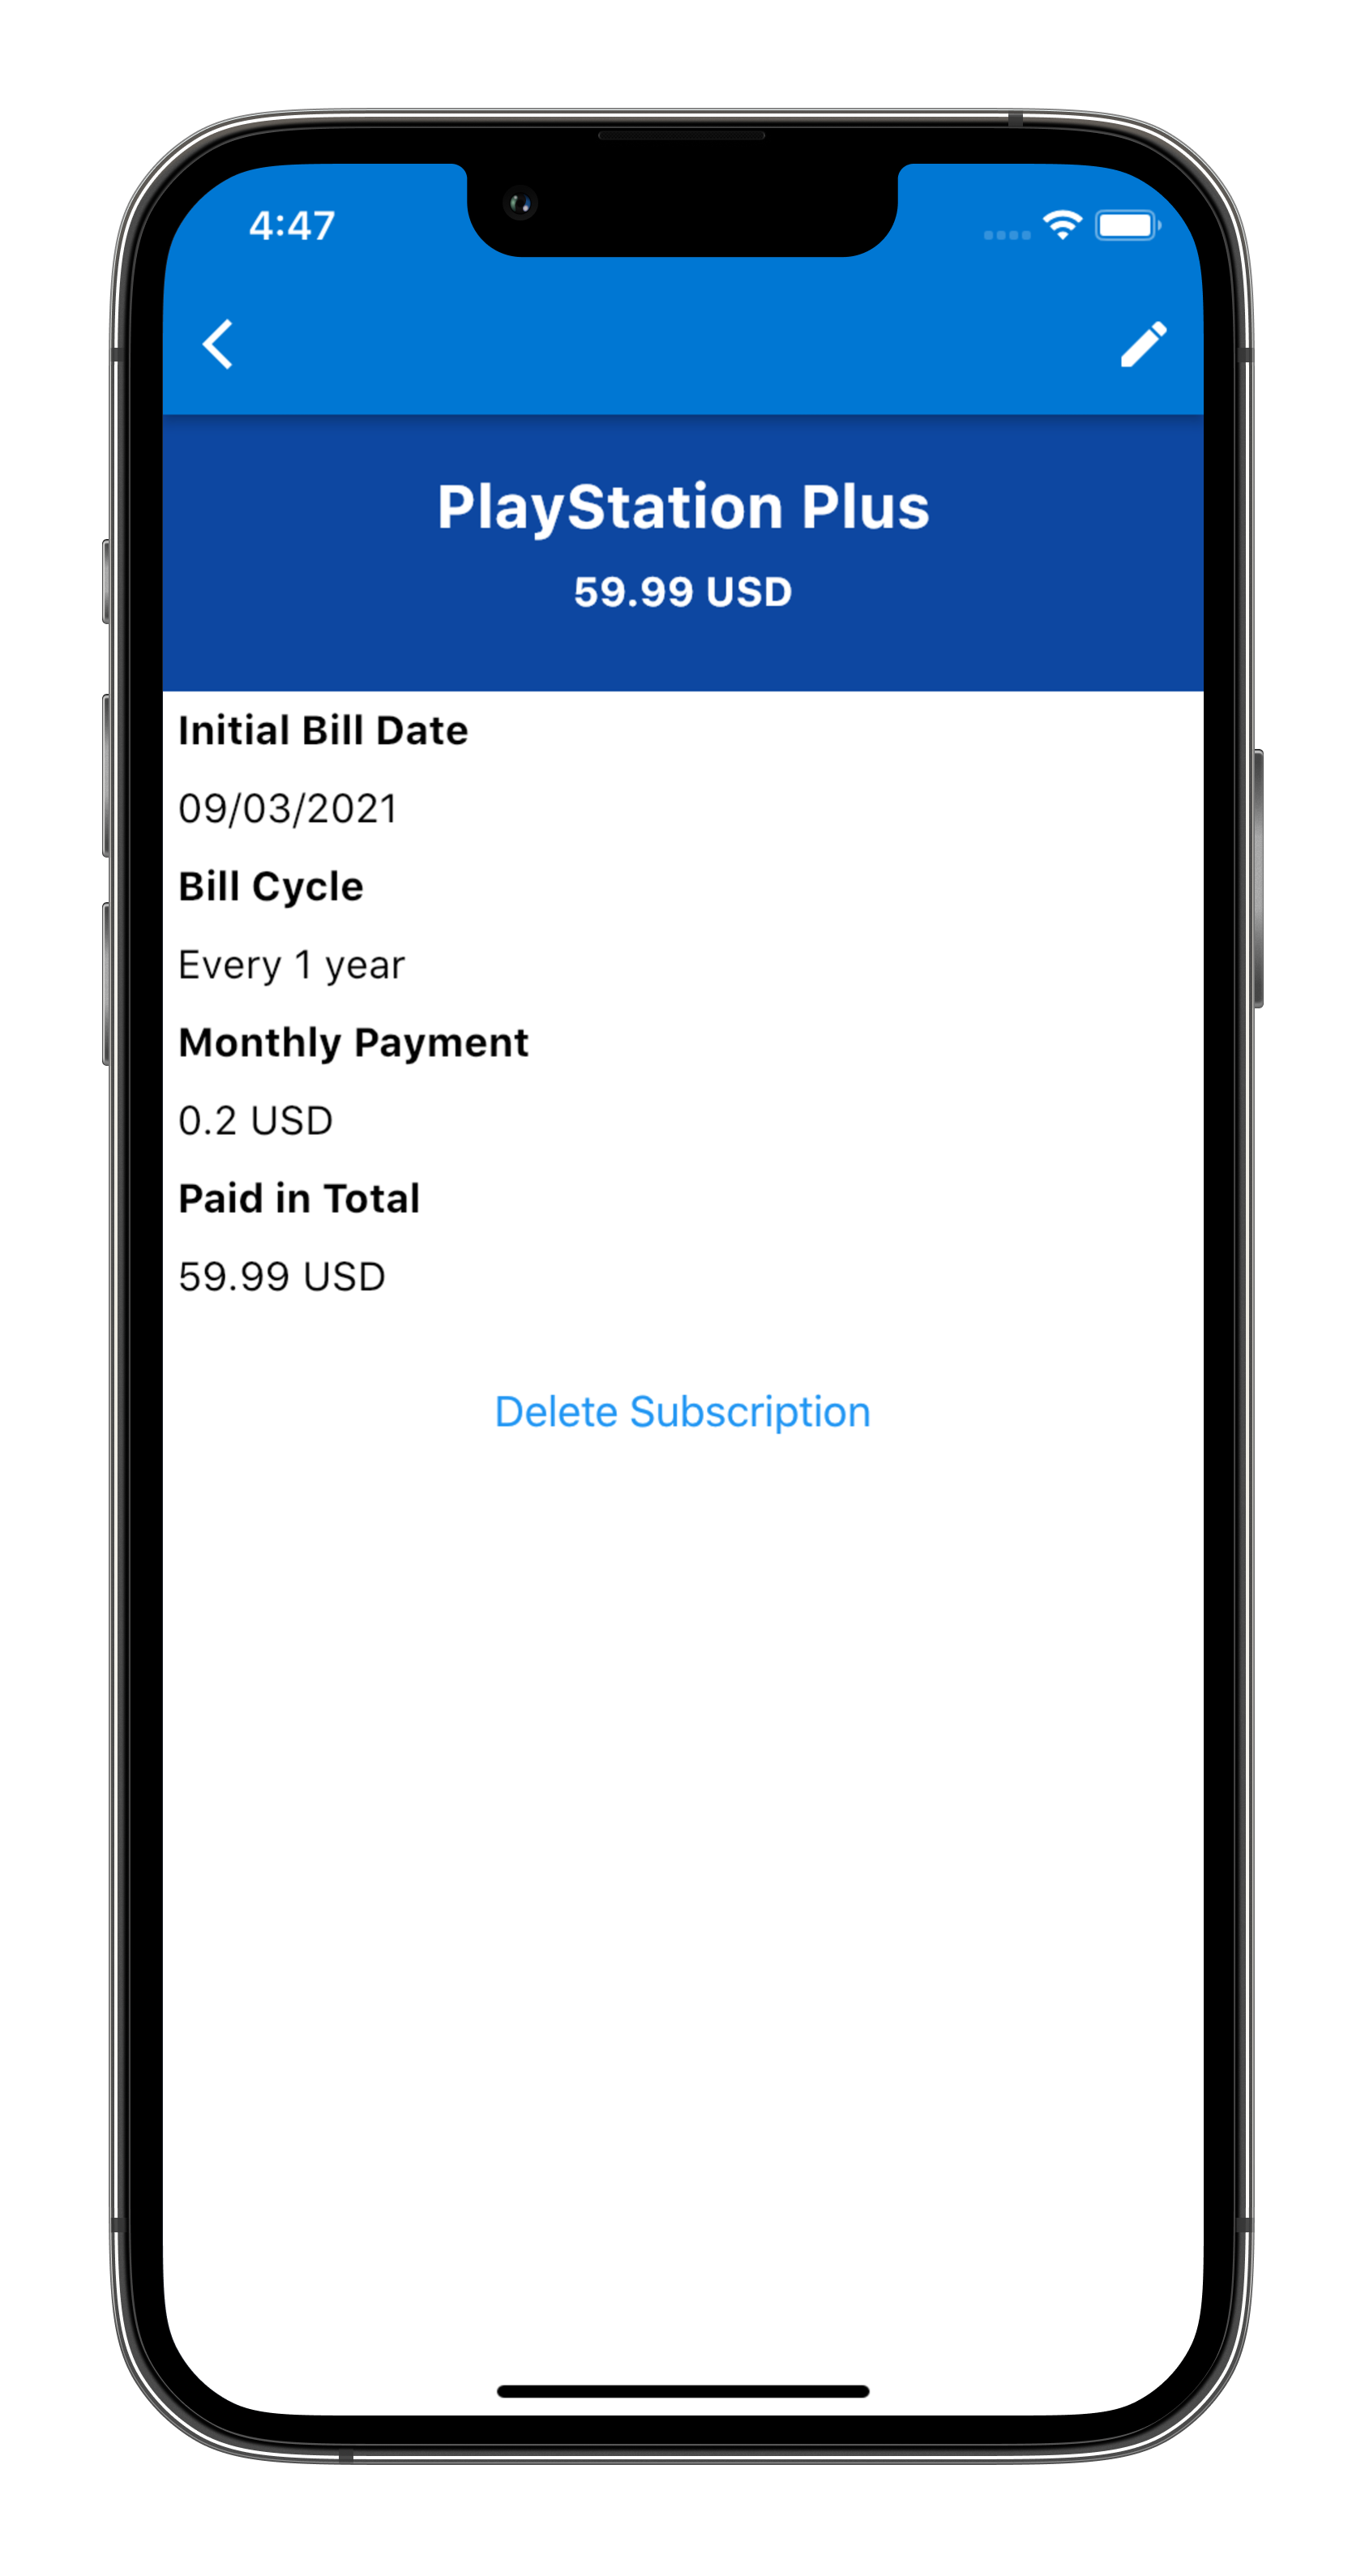 4:47
PlayStation Plus
59.99 USD
Initial Bill Date
09/03/2021
Bill Cycle
Every 1 year
Monthly Payment
0.2 USD
Paid in Total
59.99 USD
Delete Subscription